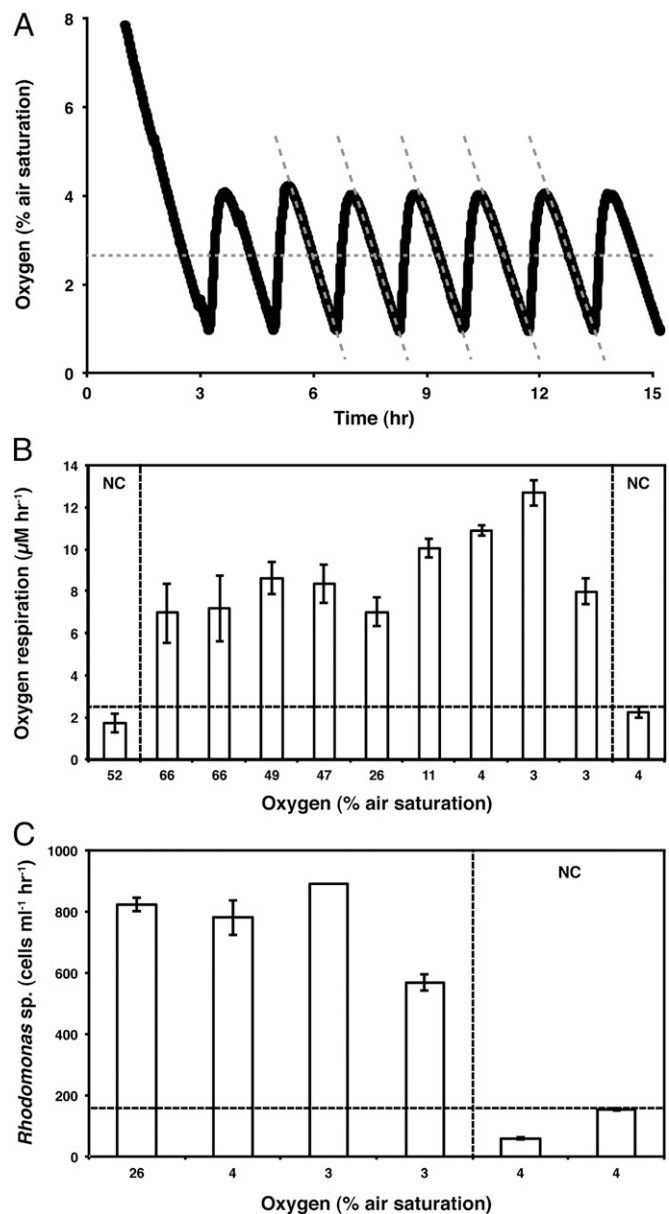 A
8
6
4
2
0
Oxygen (% air saturation)
0 3 6 9 12 15
Time (hr)
B
14
12
10
8
6
4
2
0
Oxygen respiration (µM hr⁻¹)
NC
NC
52 66 66 49 47 26 11 4 3 3 4
Oxygen (% air saturation)
C
1000
800
600
400
200
0
Rhodomonas sp. (cells ml⁻¹ hr⁻¹)
NC
26 4 3 3 4 4
Oxygen (% air saturation)